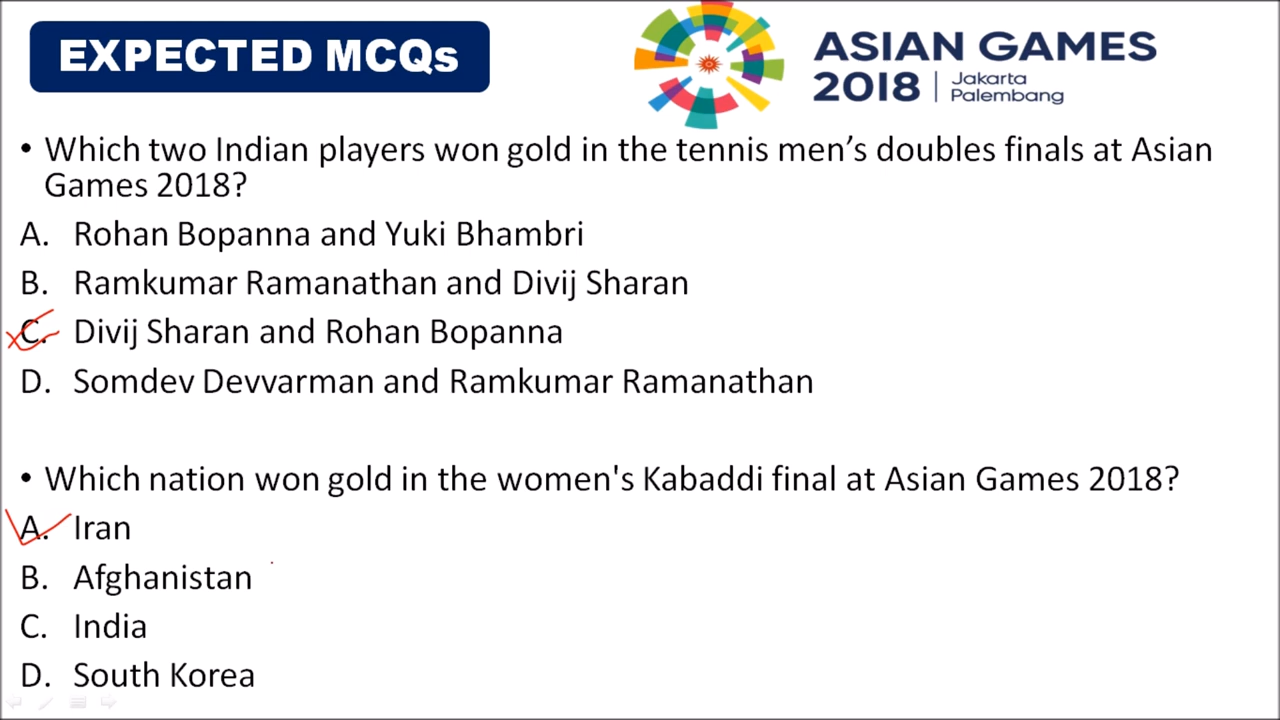 EXPECTED MCQs
ASIAN GAMES
2018 | Jakarta
Palembang
• Which two Indian players won gold in the tennis men’s doubles finals at Asian
Games 2018?
A. Rohan Bopanna and Yuki Bhambri
B. Ramkumar Ramanathan and Divij Sharan
C. Divij Sharan and Rohan Bopanna
D. Somdev Devvarman and Ramkumar Ramanathan
• Which nation won gold in the women's Kabaddi final at Asian Games 2018?
A. Iran
B. Afghanistan
C. India
D. South Korea